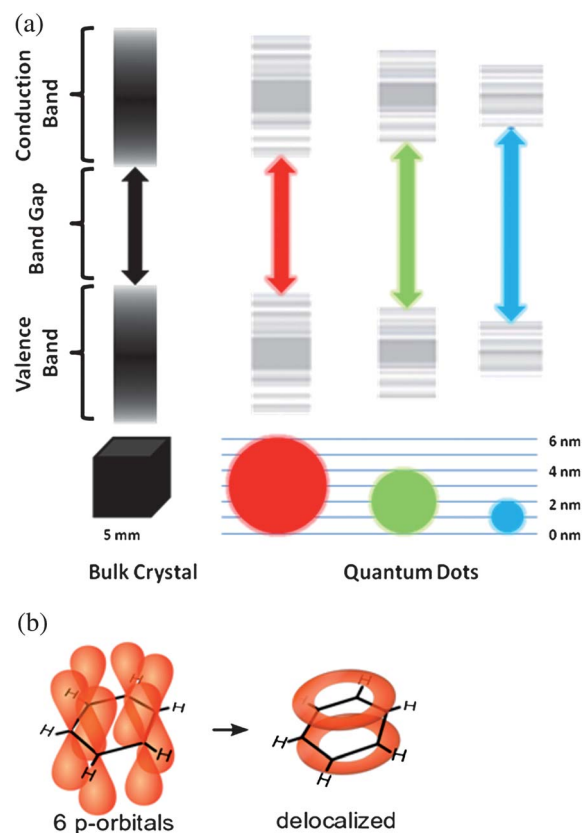 (a)
Conduction
Band
Band Gap
Valence
Band
6 nm
4 nm
2 nm
0 nm
5 mm
Bulk Crystal
Quantum Dots
(b)
H
H
H
H
H
H
H
H
H
H
6 p-orbitals
delocalized